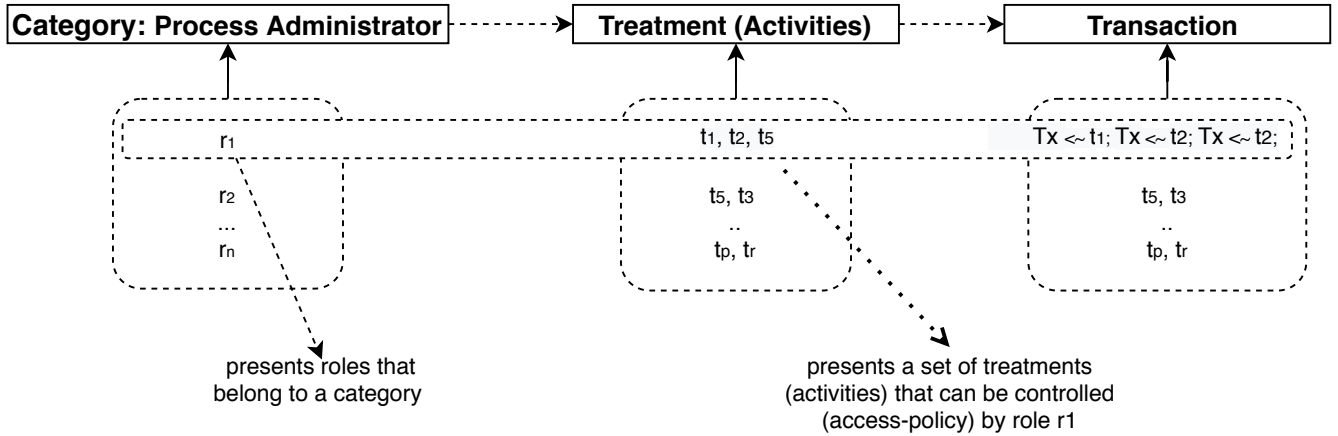 Category: Process Administrator
Treatment (Activities)
Transaction
r1
t1, t2, t5
Tx <~ t1; Tx <~ t2; Tx <~ t2;
r2
t5, t3
t5, t3
...
..
..
rn
tp, tr
tp, tr
presents roles that
belong to a category
presents a set of treatments
(activities) that can be controlled
(access-policy) by role r1